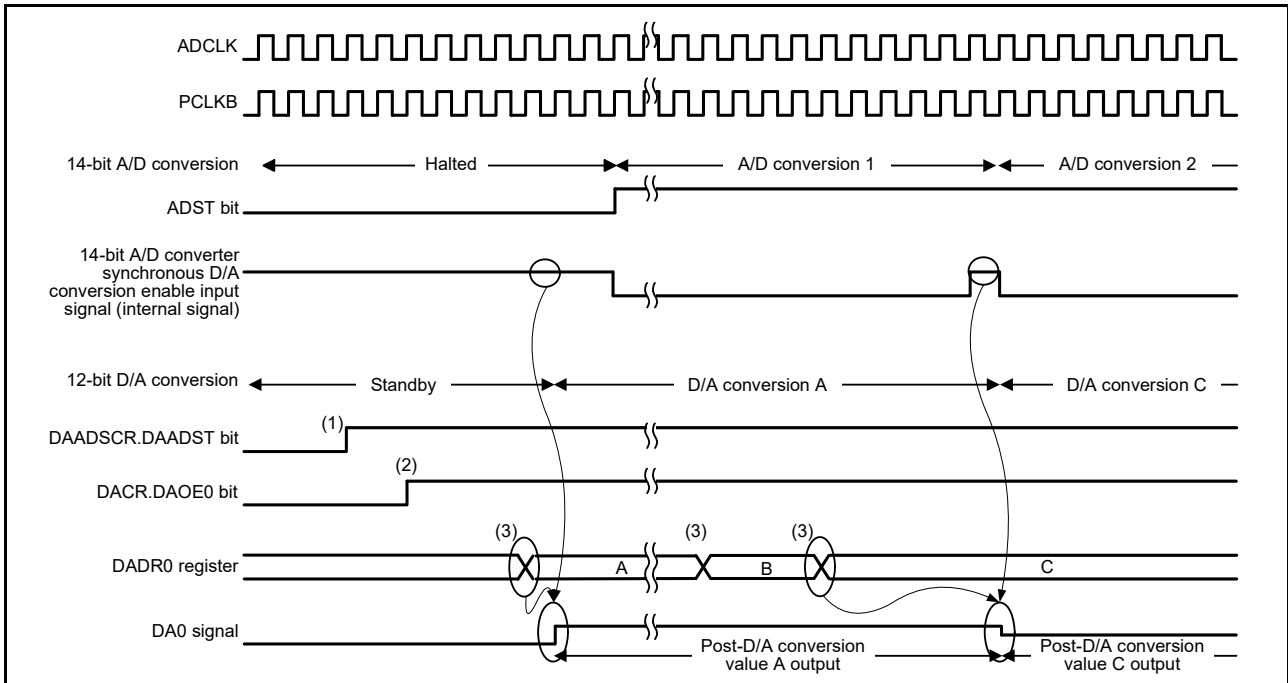 ADCLK
PCLKB
14-bit A/D conversion
Halted
A/D conversion 1
A/D conversion 2
ADST bit
14-bit A/D converter
synchronous D/A
conversion enable input
signal (internal signal)
12-bit D/A conversion
Standby
D/A conversion A
D/A conversion C
(1)
DAADSCR.DAADST bit
(2)
DACR.DAOE0 bit
(3)
(3)
(3)
DADR0 register
A
B
C
DA0 signal
Post-D/A conversion
value A output
Post-D/A conversion
value C output